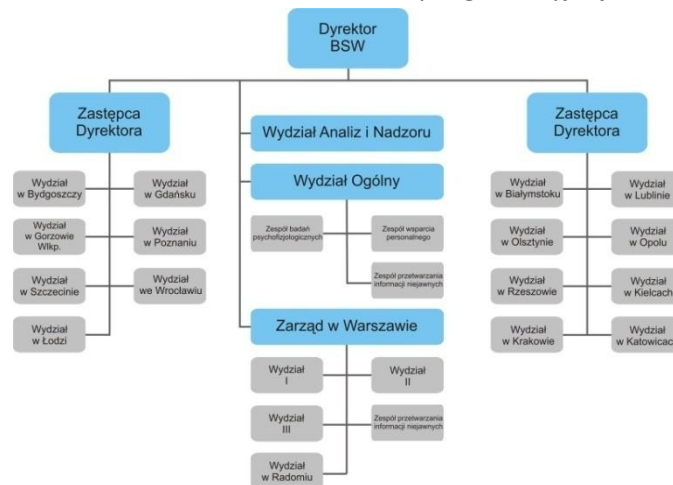 Dyrektor
BSW
Zastępca
Dyrektora
Wydział
w Bydgoszczy
Wydział
w Gdańsku
Wydział
w Gorzowie
Wlkp.
Wydział
w Poznaniu
Wydział
w Szczecinie
Wydział
we Wrocławiu
Wydział
w Łodzi
Wydział Analiz i Nadzoru
Wydział Ogólny
Zespół badań
psychofizjologicznych
Zespół wsparcia
personalnego
Zespół przetwarzania
informacji niejawnych
Zarząd w Warszawie
Wydział
I
Wydział
II
Wydział
III
Zespół przetwarzania
informacji niejawnych
Wydział
w Radomiu
Zastępca
Dyrektora
Wydział
w Białymstoku
Wydział
w Lublinie
Wydział
w Olsztynie
Wydział
w Opolu
Wydział
w Rzeszowie
Wydział
w Kielcach
Wydział
w Krakowie
Wydział
w Katowicach